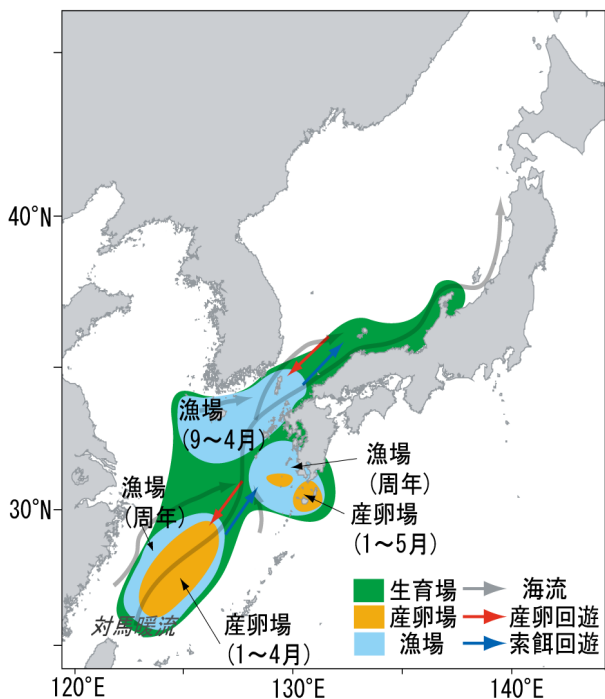 40°N
漁場
(9～4月)
漁場
(周年)
漁場
(周年)
30°N
産卵場
(1～5月)
生育場
海流
産卵場
産卵回遊
漁場
索餌回遊
対馬暖流
産卵場
(1～4月)
120°E
130°E
140°E